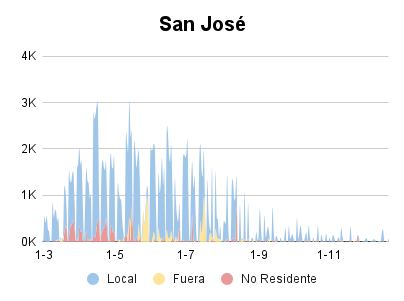 San José
4K
3K
2K
1K
0K
1-3 1-5 1-7 1-9 1-11
Local Fuera No Residente